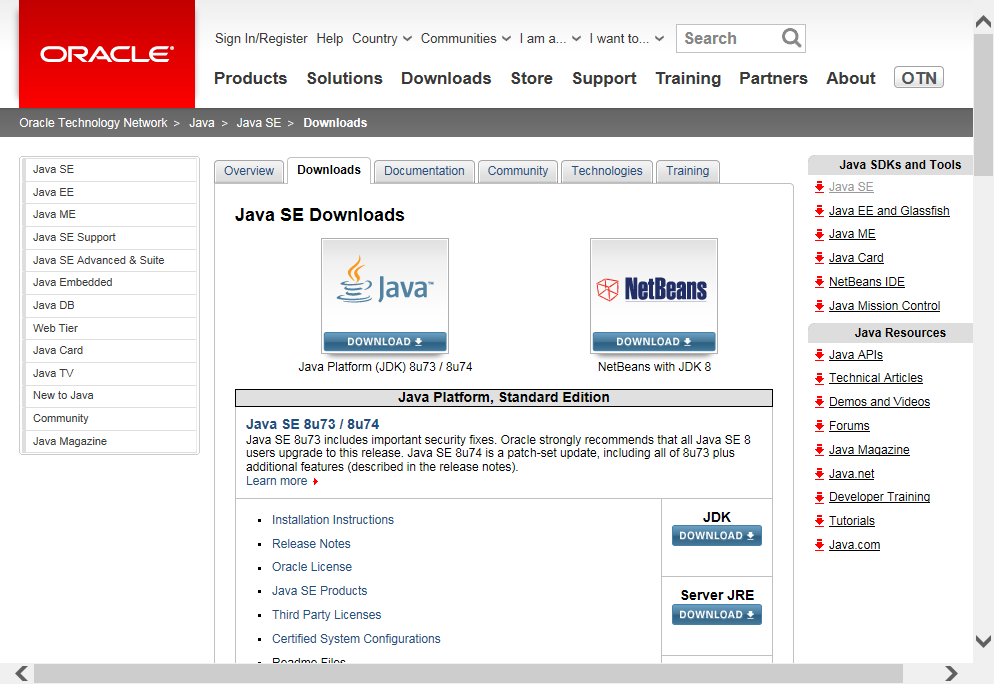 ORACLE
Sign In/Register Help Country Communities I am a... I want to... Search
Products Solutions Downloads Store Support Training Partners About OTN
Oracle Technology Network > Java > Java SE > Downloads
Java SE
Java EE
Java ME
Java SE Support
Java SE Advanced & Suite
Java Embedded
Java DB
Web Tier
Java Card
Java TV
New to Java
Community
Java Magazine
Overview Downloads Documentation Community Technologies Training
Java SE Downloads
Java™
DOWNLOAD
Java Platform (JDK) 8u73 / 8u74
NetBeans
DOWNLOAD
NetBeans with JDK 8
Java Platform, Standard Edition
Java SE 8u73 / 8u74
Java SE 8u73 includes important security fixes. Oracle strongly recommends that all Java SE 8
users upgrade to this release. Java SE 8u74 is a patch-set update, including all of 8u73 plus
additional features (described in the release notes).
Learn more
Installation Instructions
Release Notes
Oracle License
Java SE Products
Third Party Licenses
Certified System Configurations
Readme Files
JDK
DOWNLOAD
Server JRE
DOWNLOAD
Java SDKs and Tools
Java SE
Java EE and Glassfish
Java ME
Java Card
NetBeans IDE
Java Mission Control
Java Resources
Java APIs
Technical Articles
Demos and Videos
Forums
Java Magazine
Java.net
Developer Training
Tutorials
Java.com